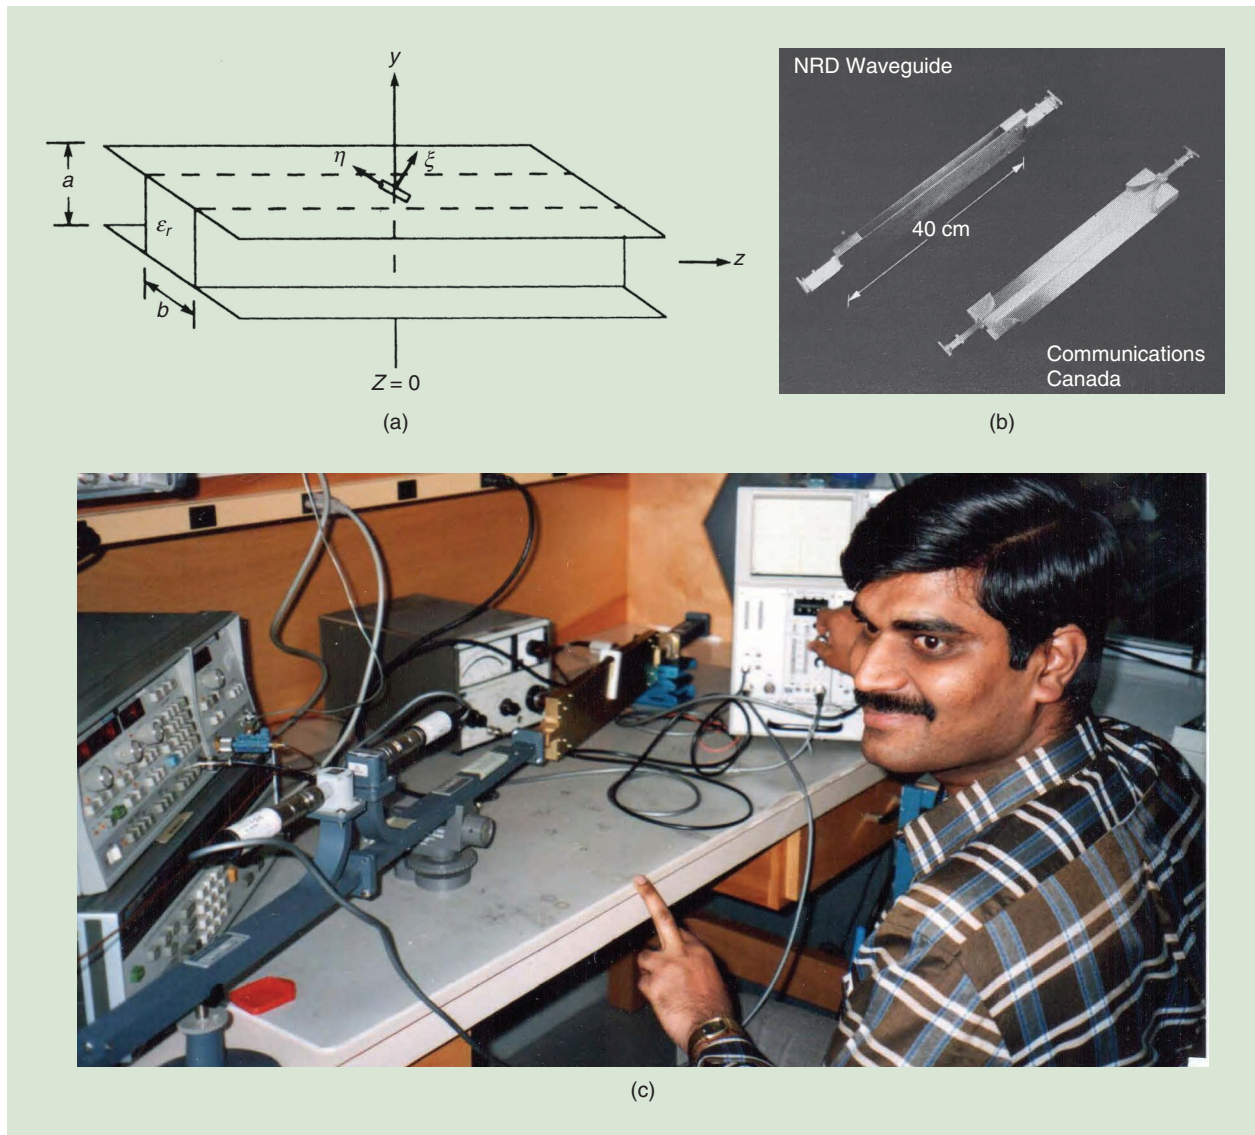 y
η
ξ
a
εr
z
b
Z = 0
(a)
NRD Waveguide
40 cm
Communications
Canada
(b)
(c)